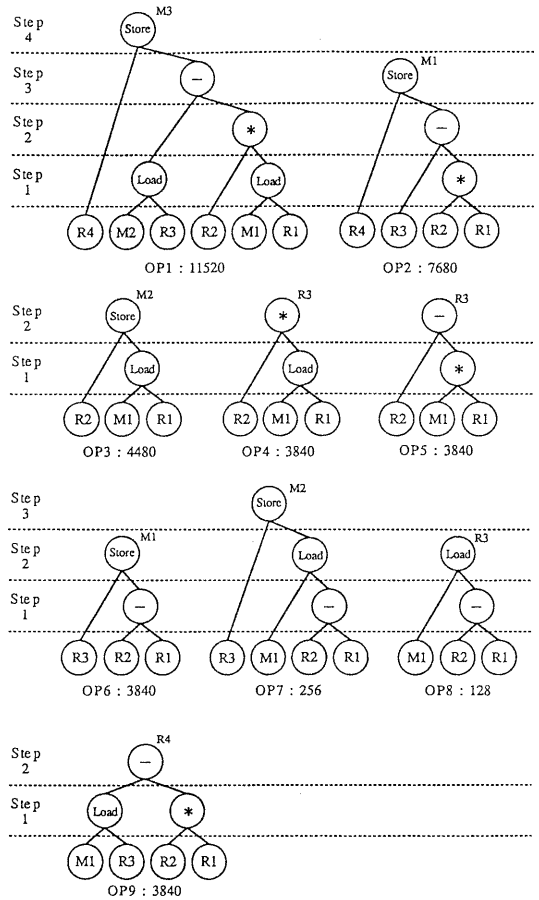 Step 4
Store M3
Step 3
− Store M1
Step 2
* −
Step 1
Load Load *
R4 M2 R3 R2 M1 R1 R4 R3 R2 R1
OP1 : 11520 OP2 : 7680
Step 2
Store M2 * R3 − R3
Step 1
Load Load *
R2 M1 R1 R2 M1 R1 R2 M1 R1
OP3 : 4480 OP4 : 3840 OP5 : 3840
Step 3
Store M2
Step 2
Store M1 Load Load R3
Step 1
− − −
R3 R2 R1 R3 M1 R2 R1 M1 R2 R1
OP6 : 3840 OP7 : 256 OP8 : 128
Step 2
− R4
Step 1
Load *
M1 R3 R2 R1
OP9 : 3840